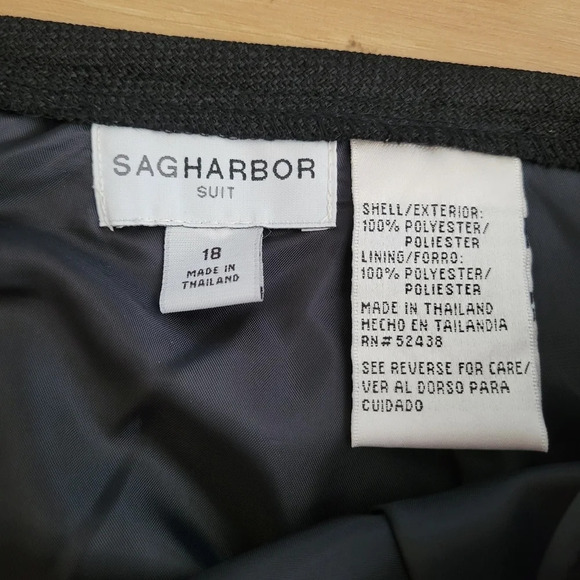 SAGHARBOR
SUIT
18
MADE IN
THAILAND
SHELL/EXTERIOR:
100% POLYESTER/
POLIESTER
LINING/FORRO:
100% POLYESTER/
POLIESTER
MADE IN THAILAND
HECHO EN TAILANDIA
RN#52438
SEE REVERSE FOR CARE/
VER AL DORSO PARA
CUIDADO